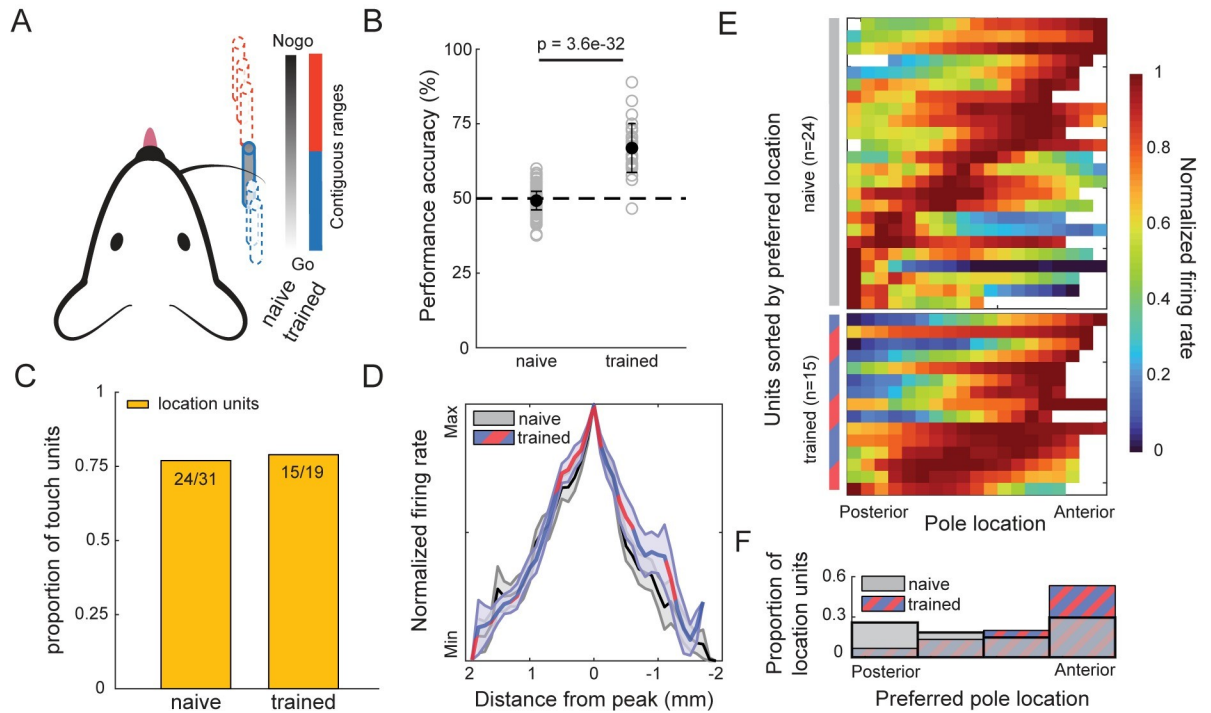 A
Nogo
Go
naive
trained
Contiguous ranges
B
p = 3.6e-32
Performance accuracy (%)
100
75
50
25
0
naive
trained
C
location units
proportion of touch units
1
0.75
0.5
0.25
0
24/31
15/19
naive
trained
D
naive
trained
Normalized firing rate
Max
Min
2
1
0
-1
-2
Distance from peak (mm)
E
Units sorted by preferred location
naive (n=24)
trained (n=15)
Posterior
Anterior
Pole location
1
0.8
0.6
0.4
0.2
0
Normalized firing rate
F
naive
trained
Proportion of
location units
0.6
0.3
0
Posterior
Anterior
Preferred pole location